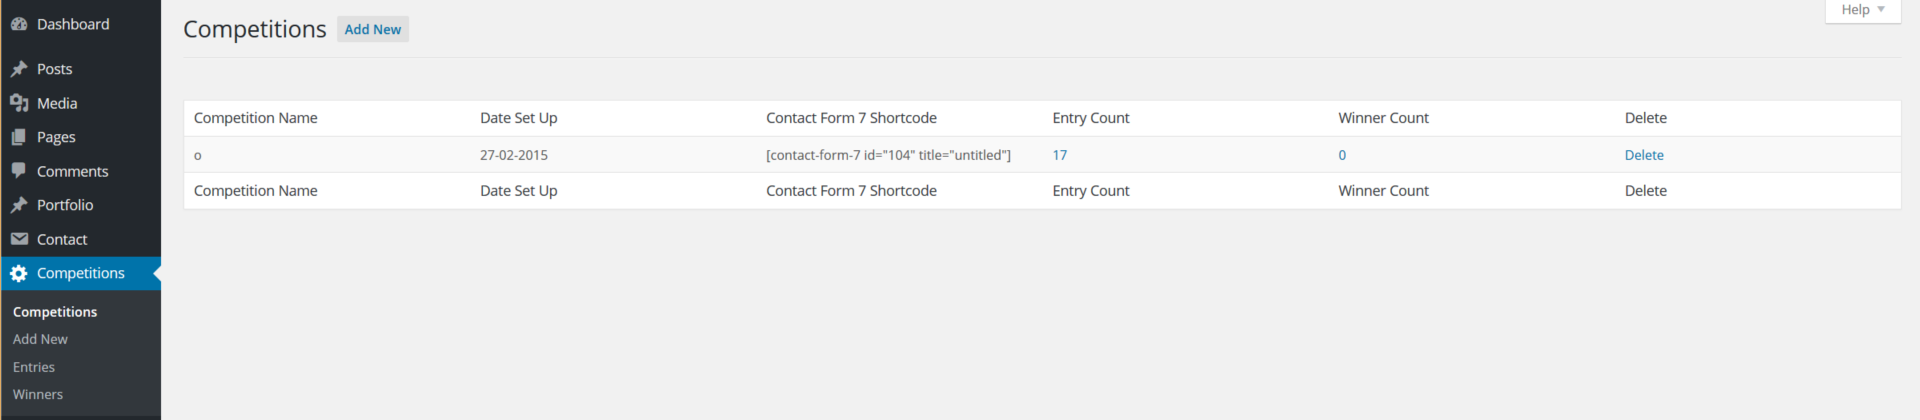 Dashboard
Posts
Media
Pages
Comments
Portfolio
Contact
Competitions
Competitions
Add New
Entries
Winners
Competitions Add New
Help
Competition Name Date Set Up Contact Form 7 Shortcode Entry Count Winner Count Delete
o 27-02-2015 [contact-form-7 id="104" title="untitled"] 17 0 Delete
Competition Name Date Set Up Contact Form 7 Shortcode Entry Count Winner Count Delete